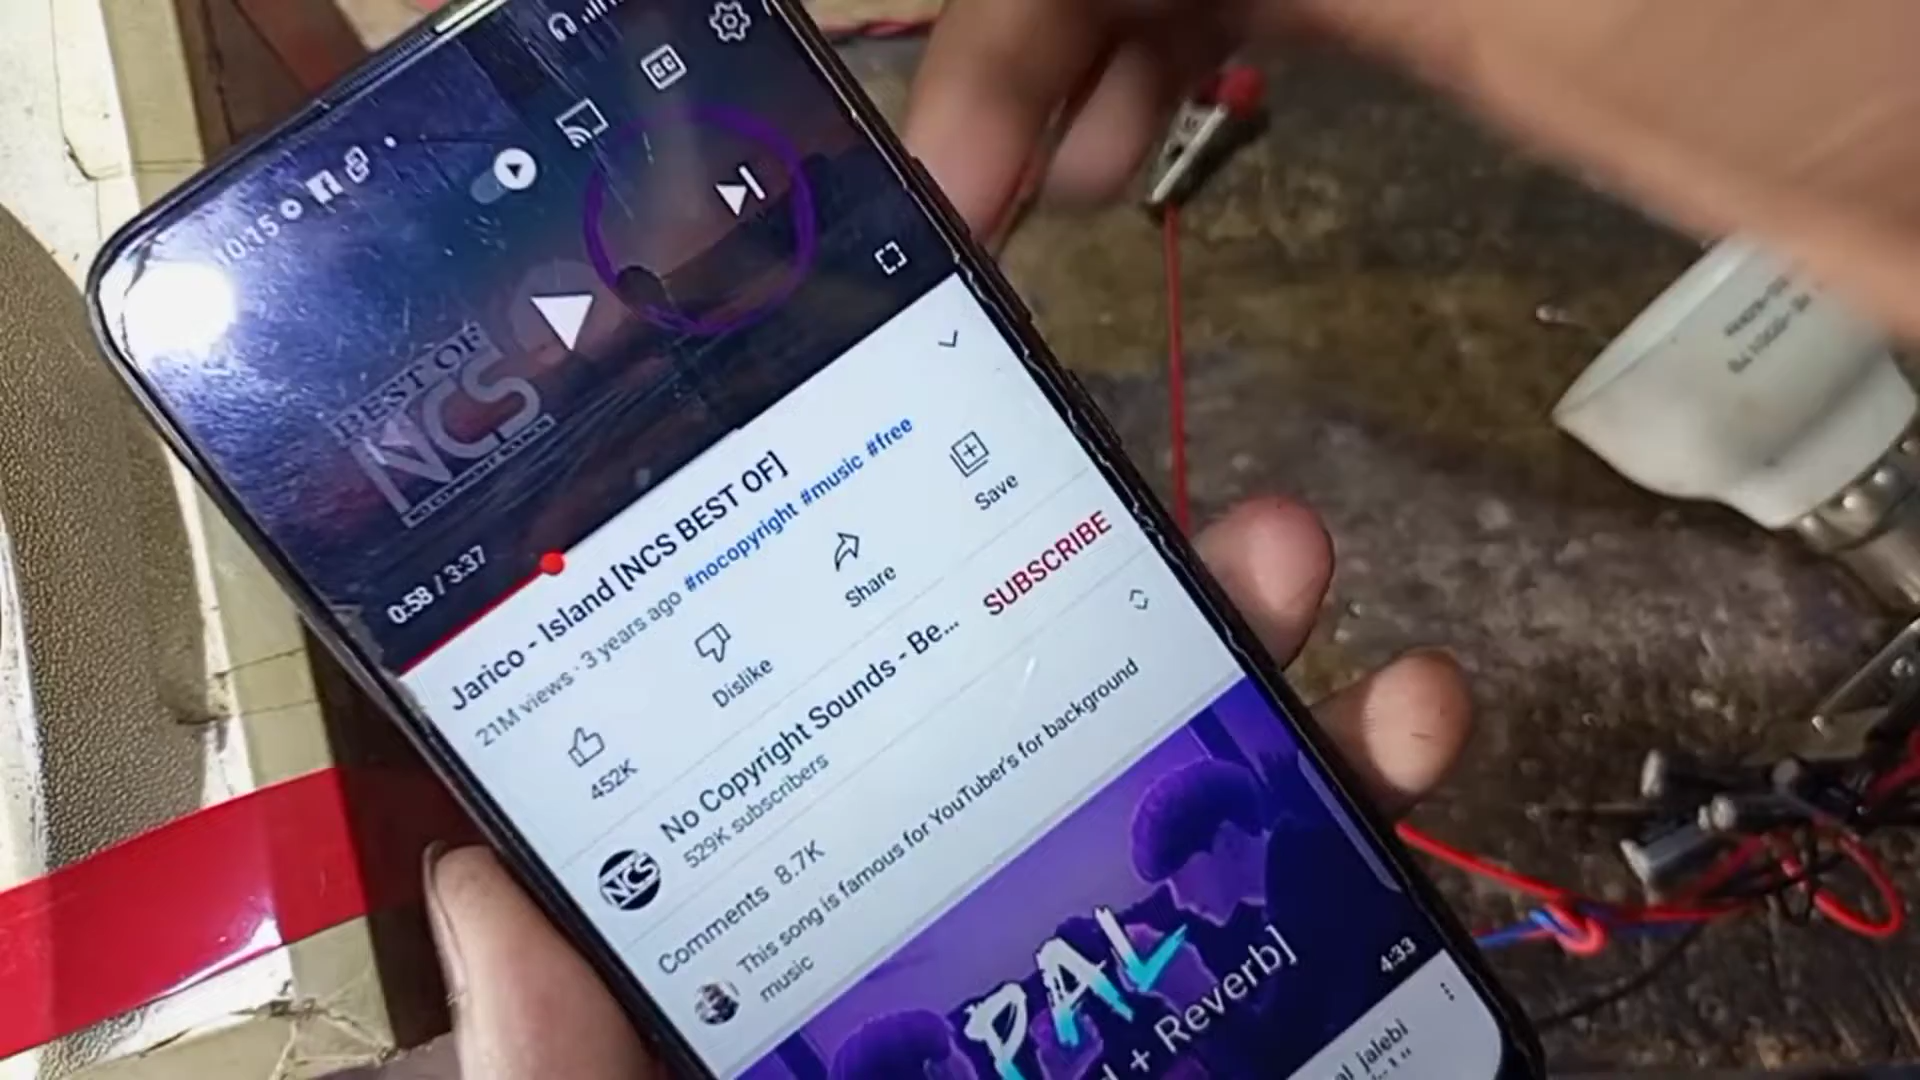 10:15
BEST OF
NCS
0:58 / 3:37
Jarico - Island [NCS BEST OF]
21M views · 3 years ago #nocopyright #music #free
452K
Dislike
Share
Save
No Copyright Sounds - Be...
SUBSCRIBE
529K subscribers
NCS
Comments 8.7K
This song is famous for YouTuber's for background
music
PAL
+ Reverb]
4:33
jalebi